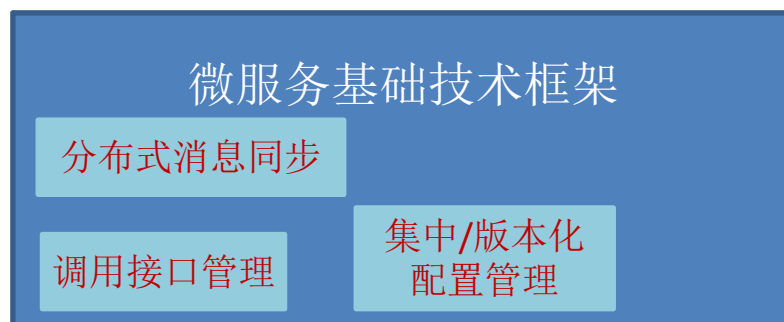 微服务基础技术框架
分布式消息同步
调用接口管理
集中/版本化
配置管理